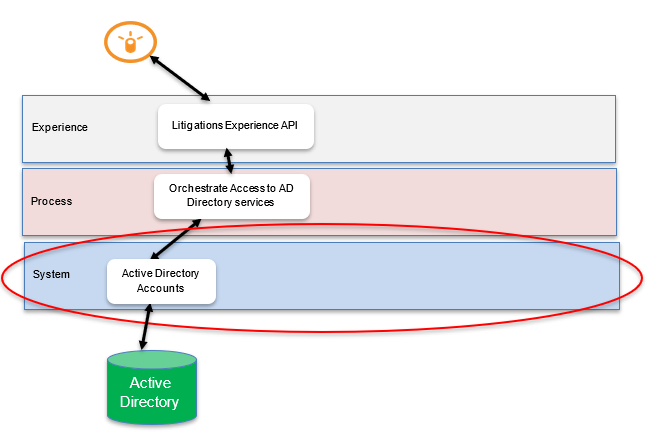 Experience
Litigations Experience API
Process
Orchestrate Access to AD
Directory services
System
Active Directory
Accounts
Active
Directory